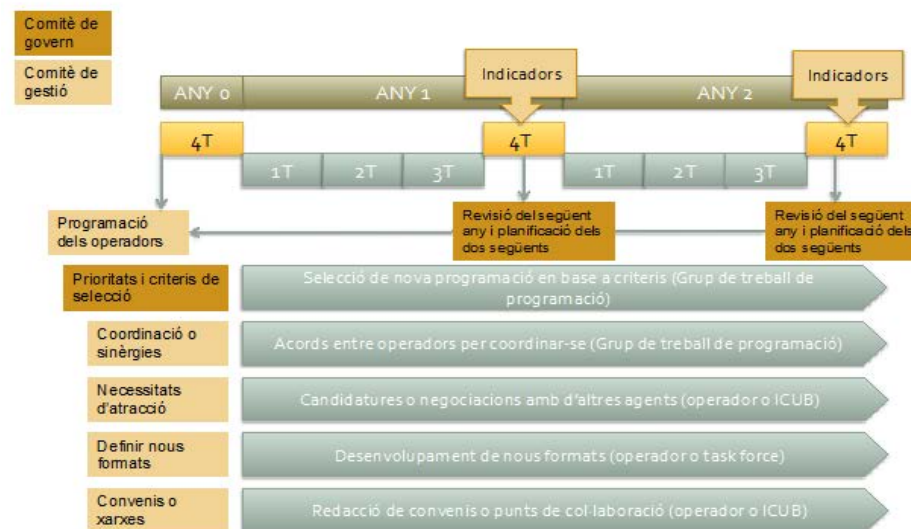 Comitè de
govern
Comitè de
gestió
Indicadors
Indicadors
ANY 0
ANY 1
ANY 2
4T
4T
4T
1T
2T
3T
1T
2T
3T
Programació
dels operadors
Revisió del següent
any i planificació dels
dos següents
Revisió del següent
any i planificació dels
dos següents
Prioritats i criteris de
selecció
Selecció de nova programació en base a criteris (Grup de treball de
programació)
Coordinació o
sinèrgies
Acords entre operadors per coordinar-se (Grup de treball de programació)
Necessitats
d'atracció
Candidatures o negociacions amb d'altres agents (operador o ICUB)
Definir nous
formats
Desenvolupament de nous formats (operador o task force)
Convenis o
xarxes
Redacció de convenis o punts de col·laboració (operador o ICUB)